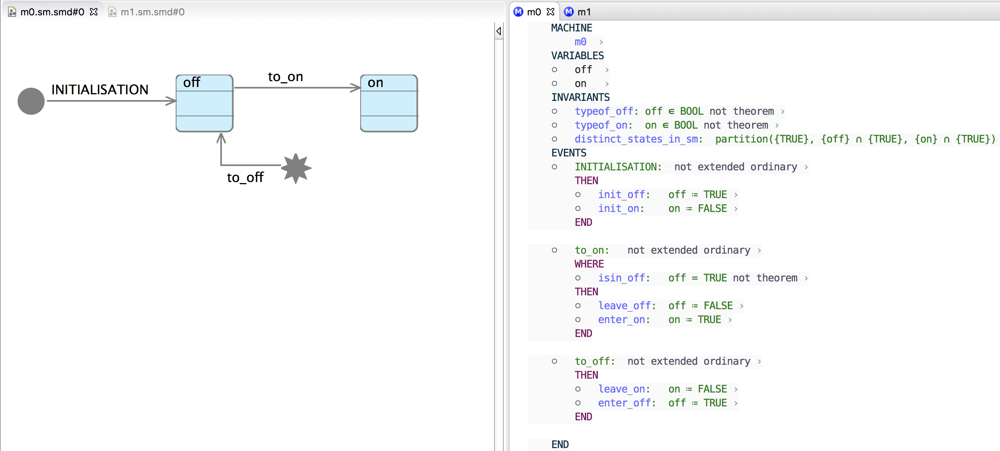 m0.sm.smd#0 m1.sm.smd#0
INITIALISATION
off
to_on
on
to_off
m0 m1
MACHINE
m0 ›
VARIABLES
○ off ›
○ on ›
INVARIANTS
○ typeof_off: off ∈ BOOL not theorem ›
○ typeof_on: on ∈ BOOL not theorem ›
○ distinct_states_in_sm: partition({TRUE}, {off} ∩ {TRUE}, {on} ∩ {TRUE})
EVENTS
○ INITIALISATION: not extended ordinary ›
THEN
○ init_off: off ≔ TRUE ›
○ init_on: on ≔ FALSE ›
END
○ to_on: not extended ordinary ›
WHERE
○ isin_off: off = TRUE not theorem ›
THEN
○ leave_off: off ≔ FALSE ›
○ enter_on: on ≔ TRUE ›
END
○ to_off: not extended ordinary ›
THEN
○ leave_on: on ≔ FALSE ›
○ enter_off: off ≔ TRUE ›
END
END